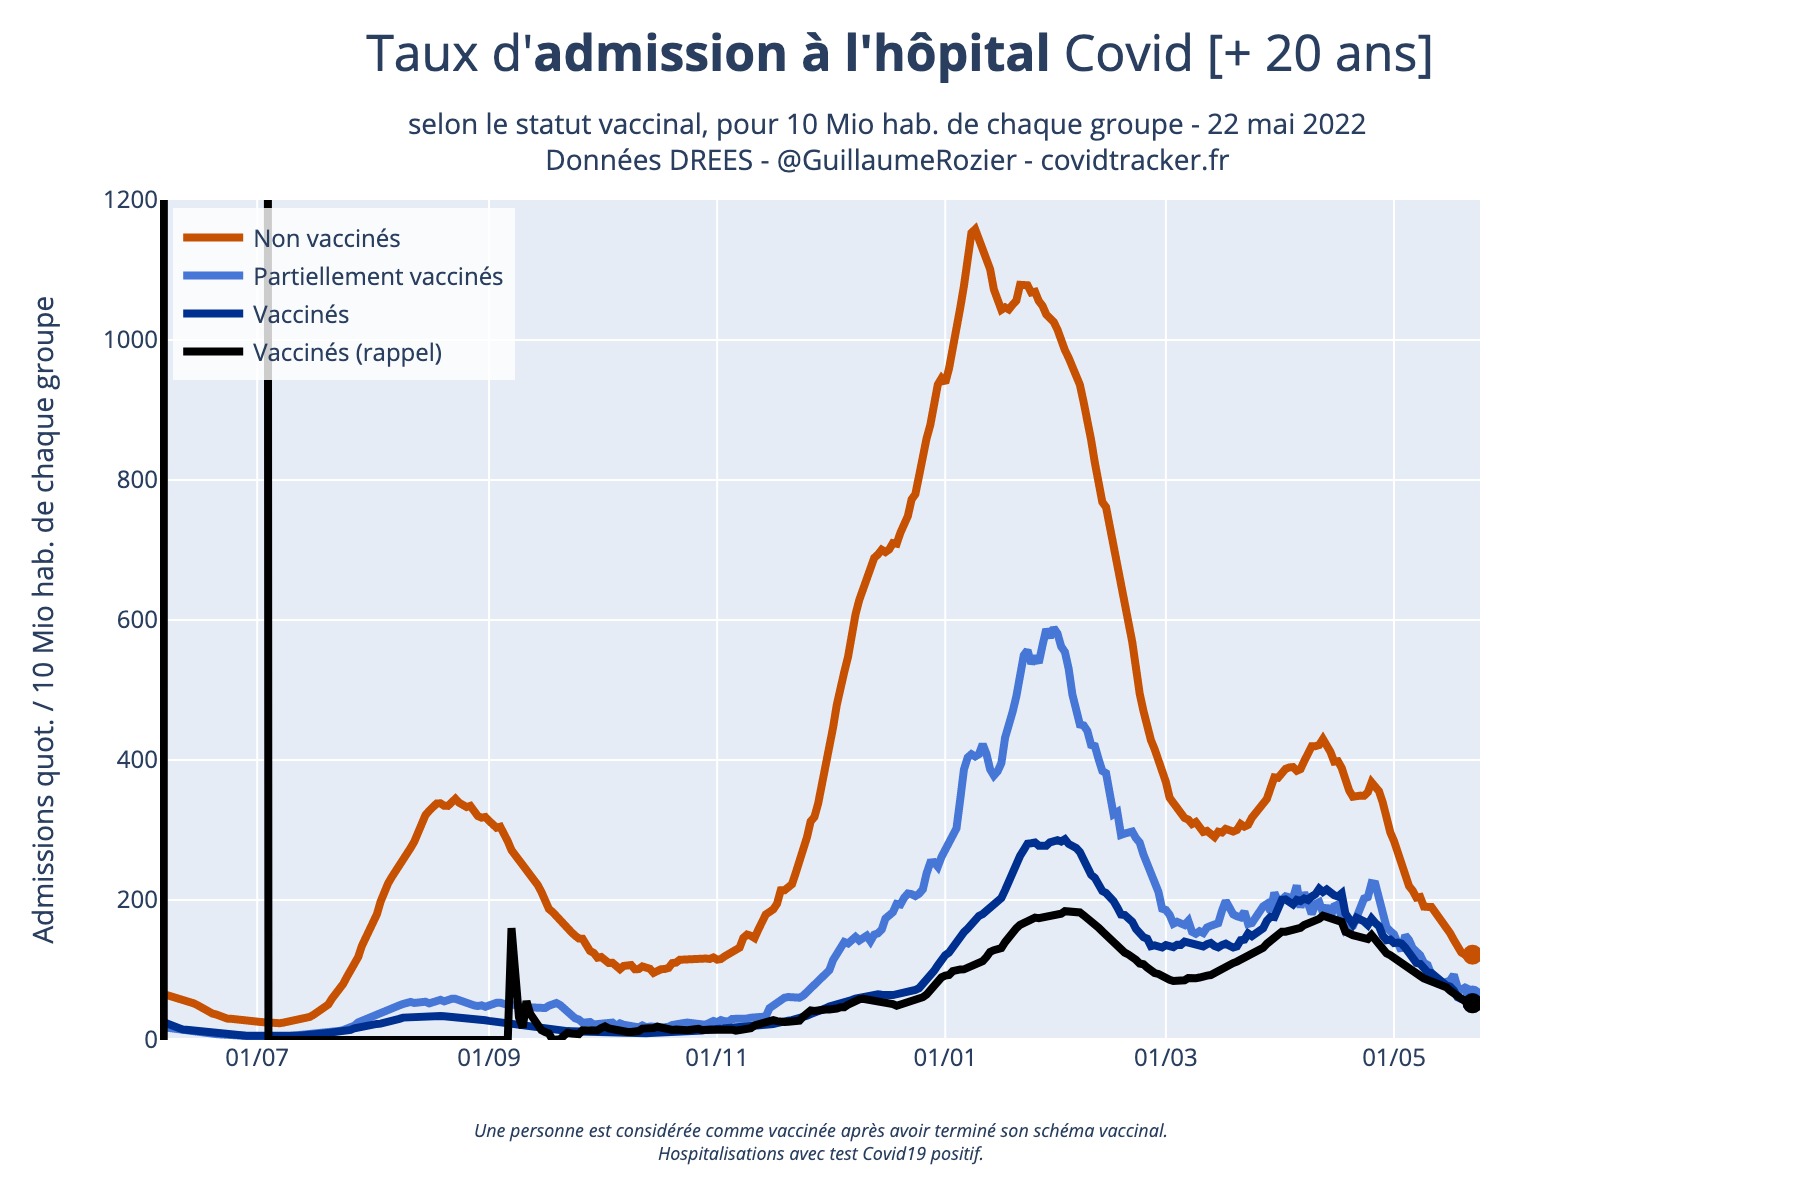 Taux d'admission à l'hôpital Covid [+ 20 ans]
selon le statut vaccinal, pour 10 Mio hab. de chaque groupe - 22 mai 2022
Données DREES - @GuillaumeRozier - covidtracker.fr
Admissions quot. / 10 Mio hab. de chaque groupe
1200
1000
800
600
400
200
0
Non vaccinés
Partiellement vaccinés
Vaccinés
Vaccinés (rappel)
01/07
01/09
01/11
01/01
01/03
01/05
Une personne est considérée comme vaccinée après avoir terminé son schéma vaccinal.
Hospitalisations avec test Covid19 positif.